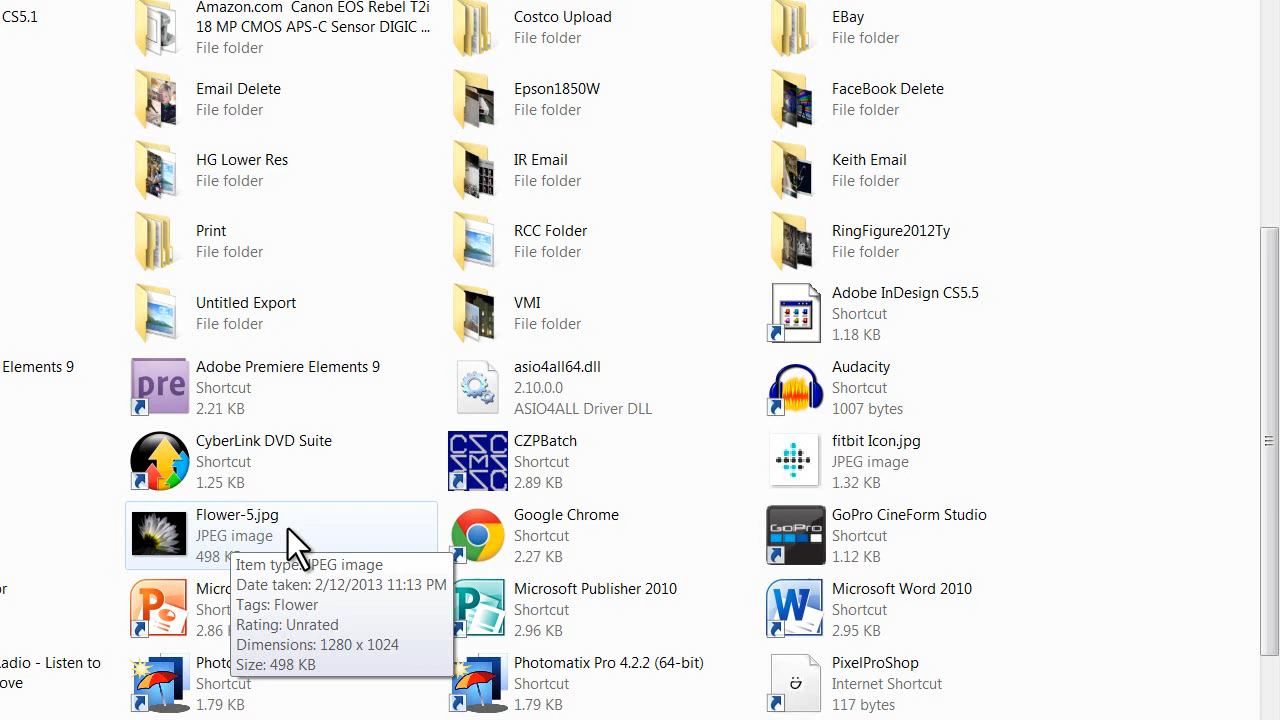 CS5.1
Amazon.com  Canon EOS Rebel T2i
18 MP CMOS APS-C Sensor DIGIC ...
File folder
Costco Upload
File folder
EBay
File folder
Email Delete
File folder
Epson1850W
File folder
FaceBook Delete
File folder
HG Lower Res
File folder
IR Email
File folder
Keith Email
File folder
Print
File folder
RCC Folder
File folder
RingFigure2012Ty
File folder
Untitled Export
File folder
VMI
File folder
Adobe InDesign CS5.5
Shortcut
1.18 KB
Elements 9
pre
Adobe Premiere Elements 9
Shortcut
2.21 KB
asio4all64.dll
2.10.0.0
ASIO4ALL Driver DLL
Audacity
Shortcut
1007 bytes
CyberLink DVD Suite
Shortcut
1.25 KB
CZPBatch
Shortcut
2.89 KB
fitbit Icon.jpg
JPEG image
1.32 KB
Flower-5.jpg
JPEG image
498 K
Google Chrome
Shortcut
2.27 KB
GoPro
GoPro CineForm Studio
Shortcut
1.12 KB
Item type: JPEG image
Date taken: 2/12/2013 11:13 PM
Tags: Flower
Rating: Unrated
Dimensions: 1280 x 1024
Size: 498 KB
or
P
Micr
Short
2.86
P
Microsoft Publisher 2010
Shortcut
2.96 KB
W
Microsoft Word 2010
Shortcut
2.95 KB
adio - Listen to
ove
Photo
Shortcut
1.79 KB
Photomatix Pro 4.2.2 (64-bit)
Shortcut
1.79 KB
PixelProShop
Internet Shortcut
117 bytes